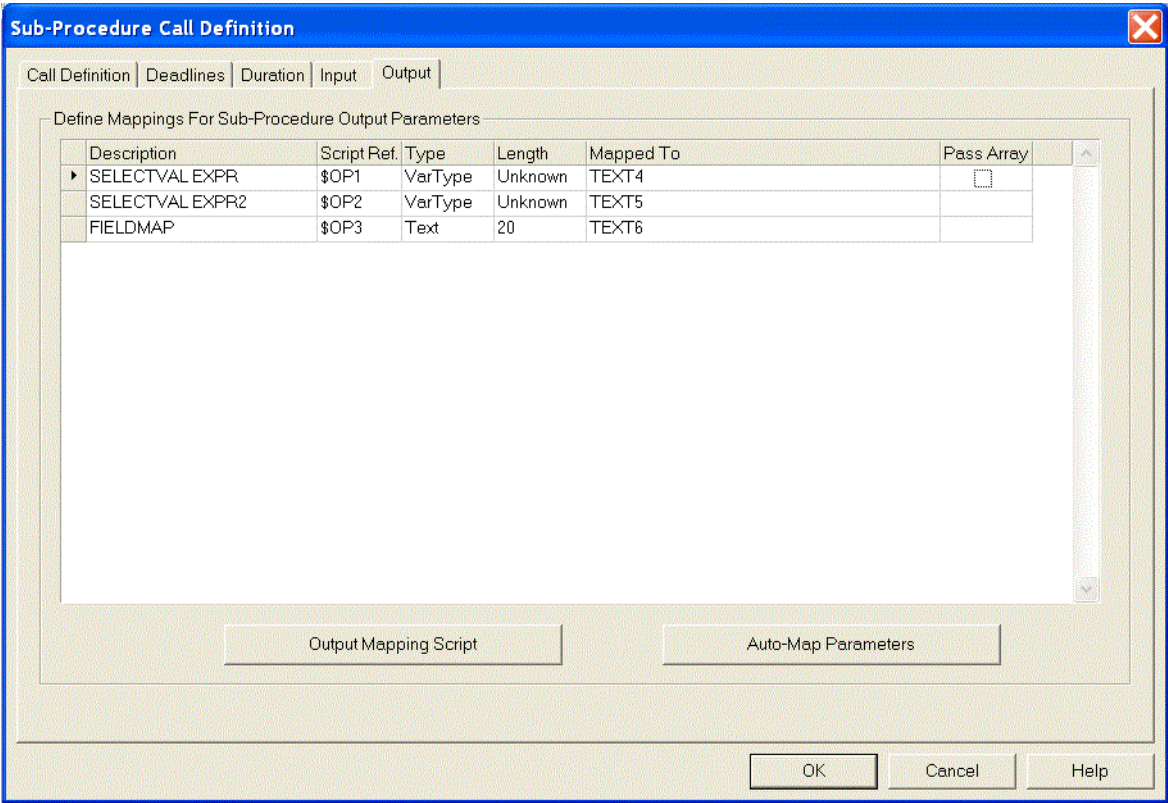 Sub-Procedure Call Definition
Call Definition Deadlines Duration Input Output
Define Mappings For Sub-Procedure Output Parameters
Description Script Ref. Type Length Mapped To Pass Array
SELECTVAL EXPR $OP1 VarType Unknown TEXT4
SELECTVAL EXPR2 $OP2 VarType Unknown TEXT5
FIELDMAP $OP3 Text 20 TEXT6
Output Mapping Script Auto-Map Parameters
OK Cancel Help